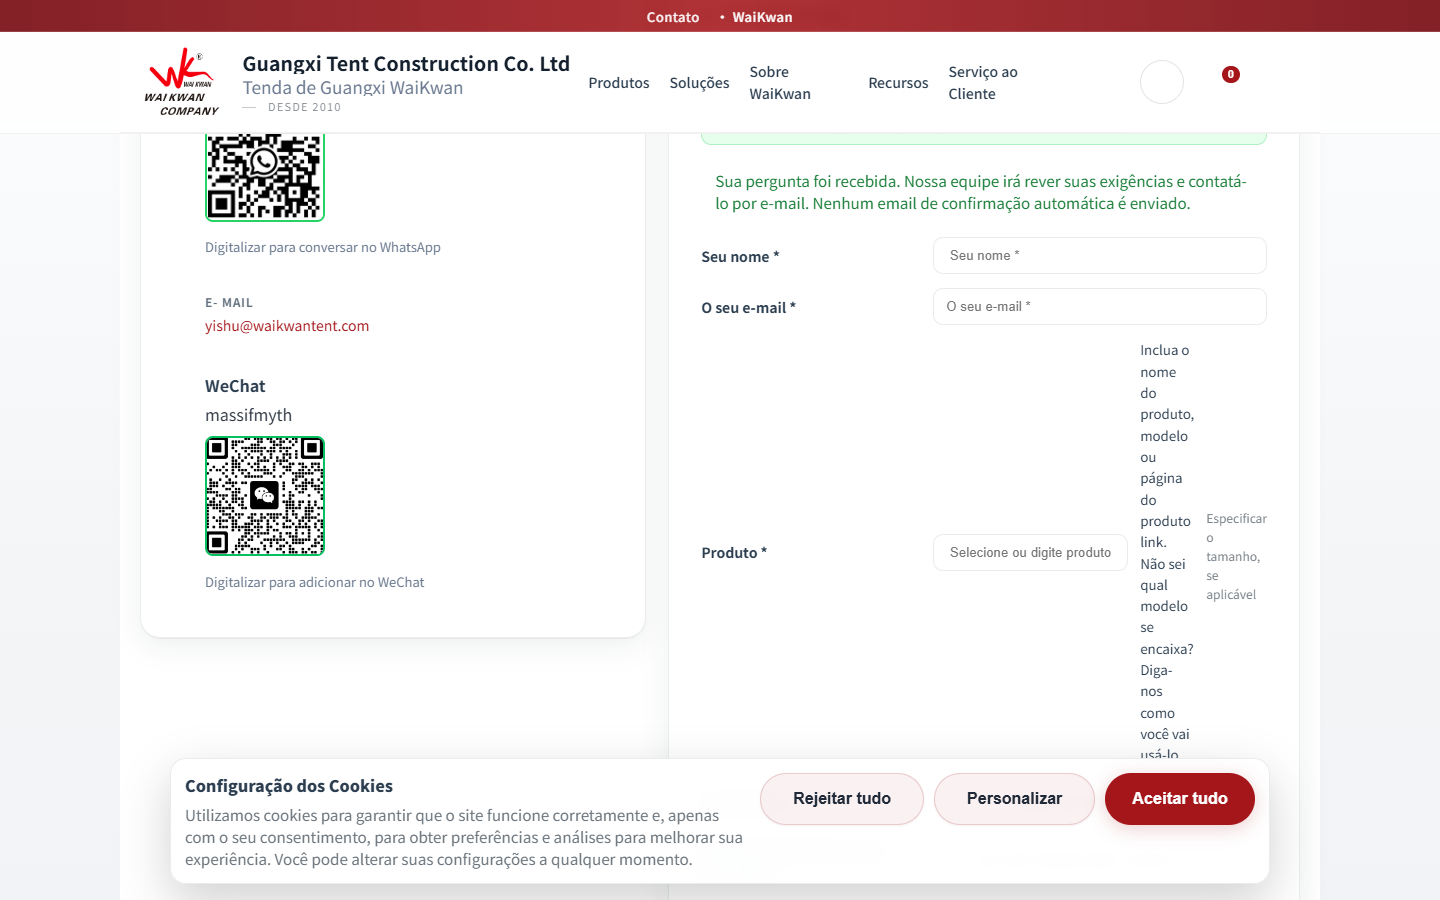 Contato • WaiKwan
WAI KWAN
WAI KWAN
COMPANY
Guangxi Tent Construction Co. Ltd
Tenda de Guangxi WaiKwan
DESDE 2010
Produtos
Soluções
Sobre
WaiKwan
Recursos
Serviço ao
Cliente
0
Digitalizar para conversar no WhatsApp
E- MAIL
yishu@waikwantent.com
WeChat
massifmyth
Digitalizar para adicionar no WeChat
Sua pergunta foi recebida. Nossa equipe irá rever suas exigências e contatá-
lo por e-mail. Nenhum email de confirmação automática é enviado.
Seu nome *
Seu nome *
O seu e-mail *
O seu e-mail *
Produto *
Selecione ou digite produto
Inclua o
nome
do
produto,
modelo
ou
página
do
produto
link.
Não sei
qual
modelo
se
encaixa?
Diga-
nos
como
você vai
usá-lo
Especificar
o
tamanho,
se
aplicável
Configuração dos Cookies
Utilizamos cookies para garantir que o site funcione corretamente e, apenas
com o seu consentimento, para obter preferências e análises para melhorar sua
experiência. Você pode alterar suas configurações a qualquer momento.
Rejeitar tudo
Personalizar
Aceitar tudo